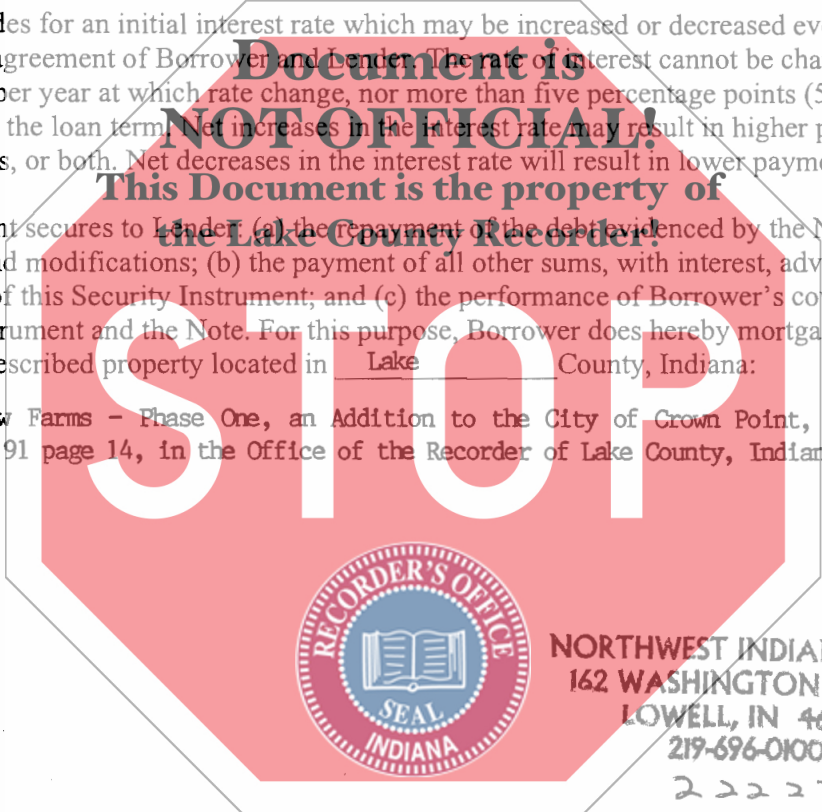 des for an initial interest rate which may be increased or decreased eve
greement of Borrower and Lender. The rate of interest cannot be cha
per year at which rate change, nor more than five percentage points (5
the loan term. Net increases in the interest rate may result in higher p
s, or both. Net decreases in the interest rate will result in lower payme
Document is
NOT OFFICIAL!
This Document is the property of
the Lake County Recorder!
nt secures to Lender: (a) the repayment of the debt evidenced by the N
d modifications; (b) the payment of all other sums, with interest, adv
of this Security Instrument; and (c) the performance of Borrower's cov
rument and the Note. For this purpose, Borrower does hereby mortga
escribed property located in Lake County, Indiana:
w Farms - Phase One, an Addition to the City of Crown Point,
91 page 14, in the Office of the Recorder of Lake County, Indian
STOP
RECORDER'S OFFICE
SEAL
INDIANA
NORTHWEST INDIA
162 WASHINGTON
LOWELL, IN 46
219-696-0100
2222